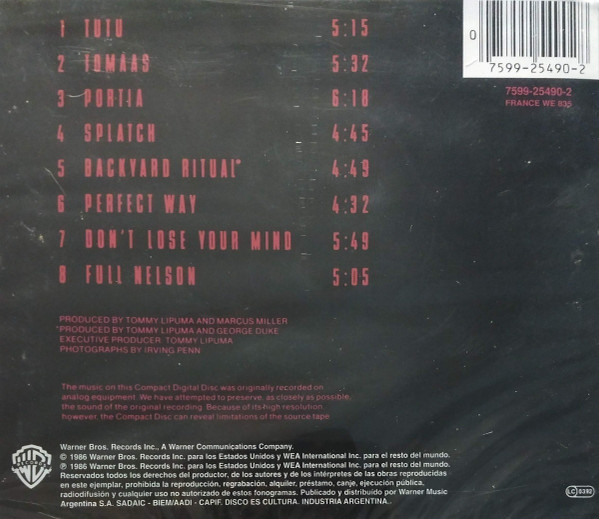 1 TUTU 5:15
2 TOMAAS 5:32
3 PORTIA 6:18
4 SPLATCH 4:45
5 BACKYARD RITUAL* 4:49
6 PERFECT WAY 4:32
7 DON'T LOSE YOUR MIND 5:49
8 FULL NELSON 5:05
0
7599-25490-2
7599-25490-2
FRANCE WE 835
PRODUCED BY TOMMY LIPUMA AND MARCUS MILLER
*PRODUCED BY TOMMY LIPUMA AND GEORGE DUKE
EXECUTIVE PRODUCER: TOMMY LIPUMA
PHOTOGRAPHS BY IRVING PENN
The music on this Compact Digital Disc was originally recorded on
analog equipment. We have attempted to preserve, as closely as possible,
the sound of the original recording. Because of its high resolution,
however, the Compact Disc can reveal limitations of the source tape
Warner Bros. Records Inc., A Warner Communications Company.
© 1986 Warner Bros. Records Inc. para los Estados Unidos y WEA International Inc. para el resto del mundo.
℗ 1986 Warner Bros. Records Inc. para los Estados Unidos y WEA International Inc. para el resto del mundo.
Reservados todos los derechos del productor, de los autores y de los intérpretes de las obras reproducidas
en este ejemplar, prohibida la reproducción, regrabación, alquiler, préstamo, canje, ejecución pública,
radiodifusión y cualquier uso no autorizado de estos fonogramas. Publicado y distribuido por Warner Music
Argentina S.A. SADAIC - BIEM/AADI - CAPIF. DISCO ES CULTURA. INDUSTRIA ARGENTINA..
LC 0392